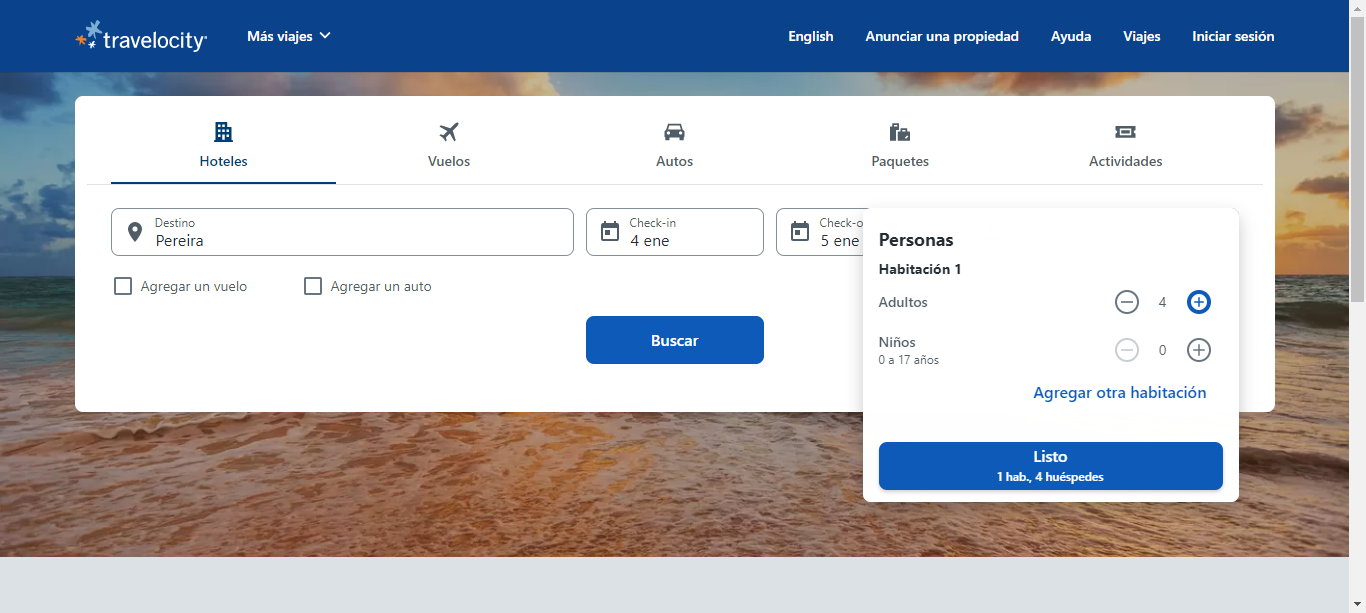 travelocity
Más viajes
English
Anunciar una propiedad
Ayuda
Viajes
Iniciar sesión
Hoteles
Vuelos
Autos
Paquetes
Actividades
Destino
Pereira
Check-in
4 ene
Check-o
5 ene
Agregar un vuelo
Agregar un auto
Buscar
Personas
Habitación 1
Adultos
4
Niños
0 a 17 años
0
Agregar otra habitación
Listo
1 hab., 4 huéspedes